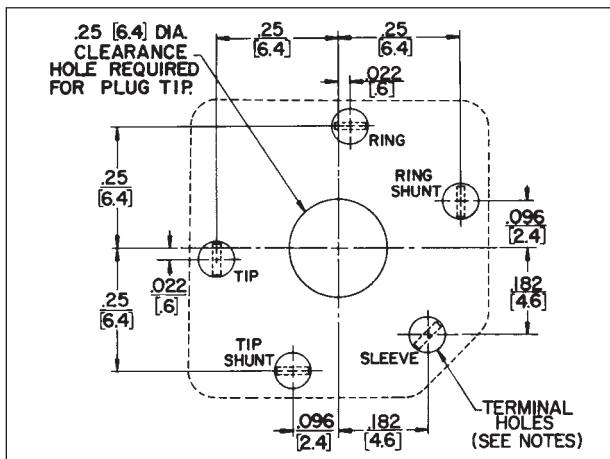 .25 [6.4] DIA.
CLEARANCE
HOLE REQUIRED
FOR PLUG TIP.
.25
[6.4]
.25
[6.4]
.022
[.6]
RING
.25
[6.4]
RING
SHUNT
.096
[2.4]
TIP
.022
[.6]
.182
[4.6]
.25
[6.4]
TIP
SHUNT
SLEEVE
.096
[2.4]
.182
[4.6]
TERMINAL
HOLES
(SEE NOTES)